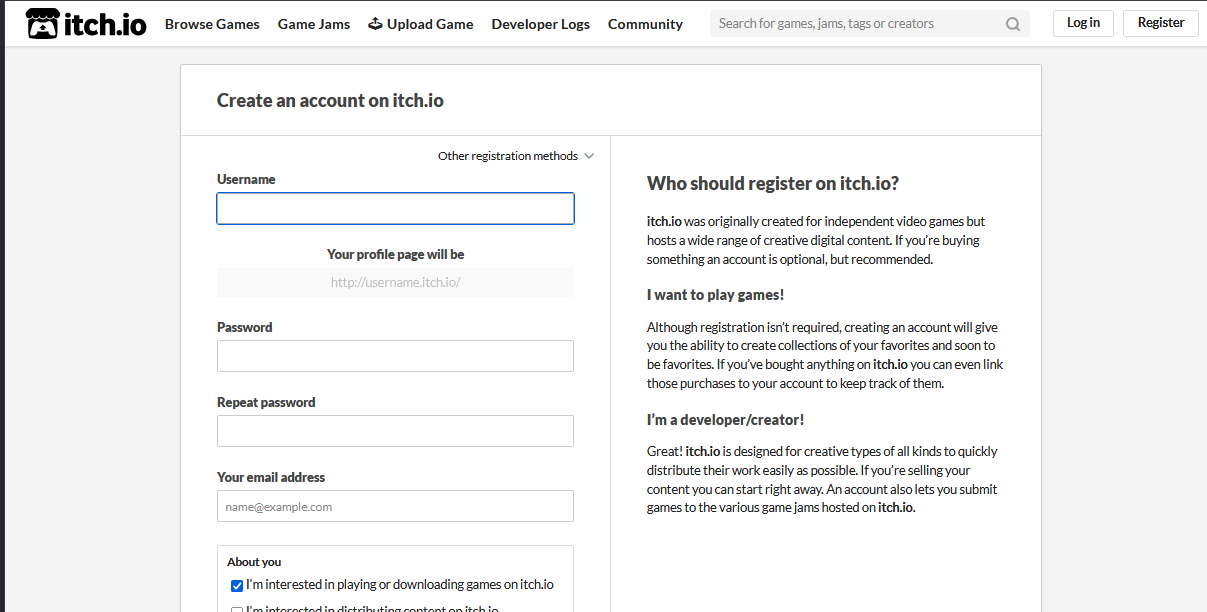 itch.io Browse Games Game Jams Upload Game Developer Logs Community Search for games, jams, tags or creators Log in Register
Create an account on itch.io
Other registration methods
Username
Your profile page will be
http://username.itch.io/
Password
Repeat password
Your email address
name@example.com
About you
I'm interested in playing or downloading games on itch.io
I'm interested in distributing content on itch.io
Who should register on itch.io?
itch.io was originally created for independent video games but
hosts a wide range of creative digital content. If you're buying
something an account is optional, but recommended.
I want to play games!
Although registration isn't required, creating an account will give
you the ability to create collections of your favorites and soon to
be favorites. If you've bought anything on itch.io you can even link
those purchases to your account to keep track of them.
I'm a developer/creator!
Great! itch.io is designed for creative types of all kinds to quickly
distribute their work easily as possible. If you're selling your
content you can start right away. An account also lets you submit
games to the various game jams hosted on itch.io.